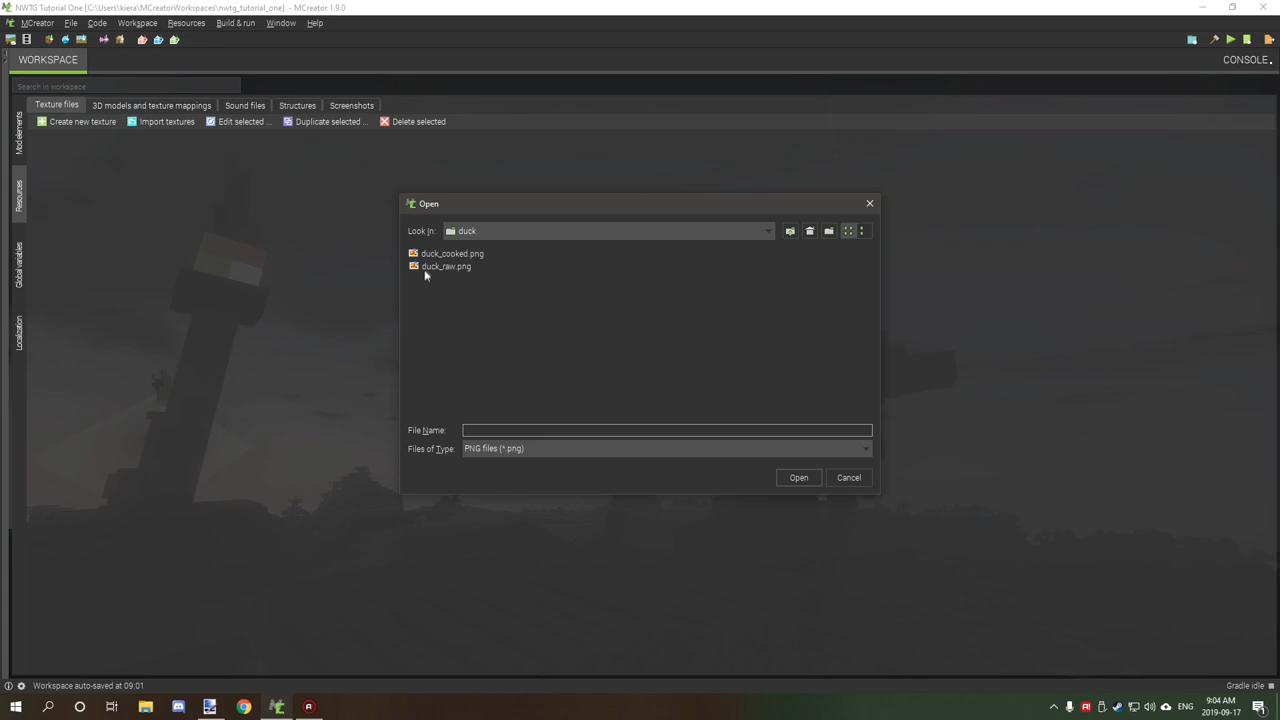 NWTG Tutorial One [C:\Users\kiera\MCreatorWorkspaces\nwtg_tutorial_one] - MCreator 1.9.0
MCreator File Code Workspace Resources Build & run Window Help
WORKSPACE
CONSOLE
Search in workspace
Texture files 3D models and texture mappings Sound files Structures Screenshots
Create new texture Import textures Edit selected ... Duplicate selected ... Delete selected
Mod elements
Resources
Global variables
Localization
Open
Look In: duck
duck_cooked.png
duck_raw.png
File Name:
Files of Type: PNG files (*.png)
Open Cancel
Workspace auto-saved at 09:01
Gradle idle
ENG
9:04 AM
2019-09-17
1